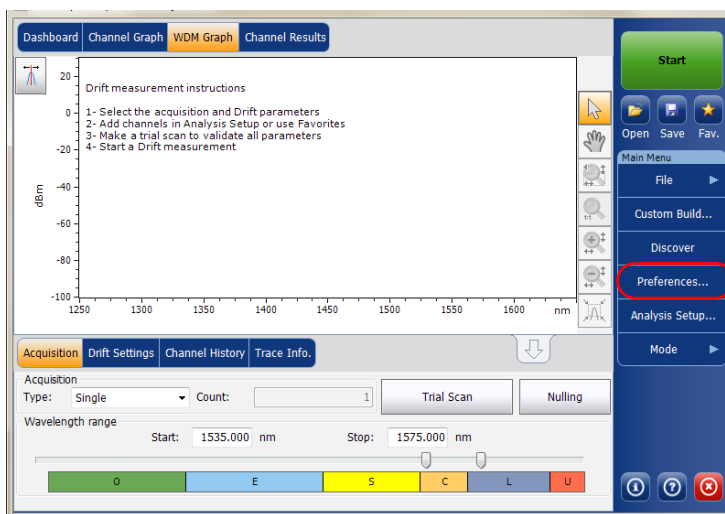 Dashboard Channel Graph WDM Graph Channel Results
Start
20
Drift measurement instructions
0
1- Select the acquisition and Drift parameters
2- Add channels in Analysis Setup or use Favorites
3- Make a trial scan to validate all parameters
4- Start a Drift measurement
-20
-40
-60
-80
-100
dBm
1250 1300 1350 1400 1450 1500 1550 1600 nm
1:1
Open Save Fav.
Main Menu
File
Custom Build...
Discover
Preferences...
Analysis Setup...
Mode
Acquisition Drift Settings Channel History Trace Info.
Acquisition
Type: Single Count: 1 Trial Scan Nulling
Wavelength range
Start: 1535.000 nm Stop: 1575.000 nm
O E S C L U